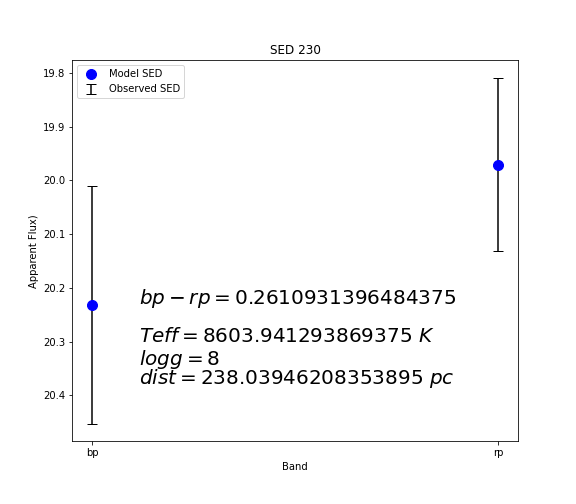 SED 230
Model SED
Observed SED
19.8
19.9
20.0
20.1
20.2
20.3
20.4
Apparent Flux)
bp − rp = 0.2610931396484375
Teff = 8603.941293869375 K
logg = 8
dist = 238.03946208353895 pc
bp
rp
Band